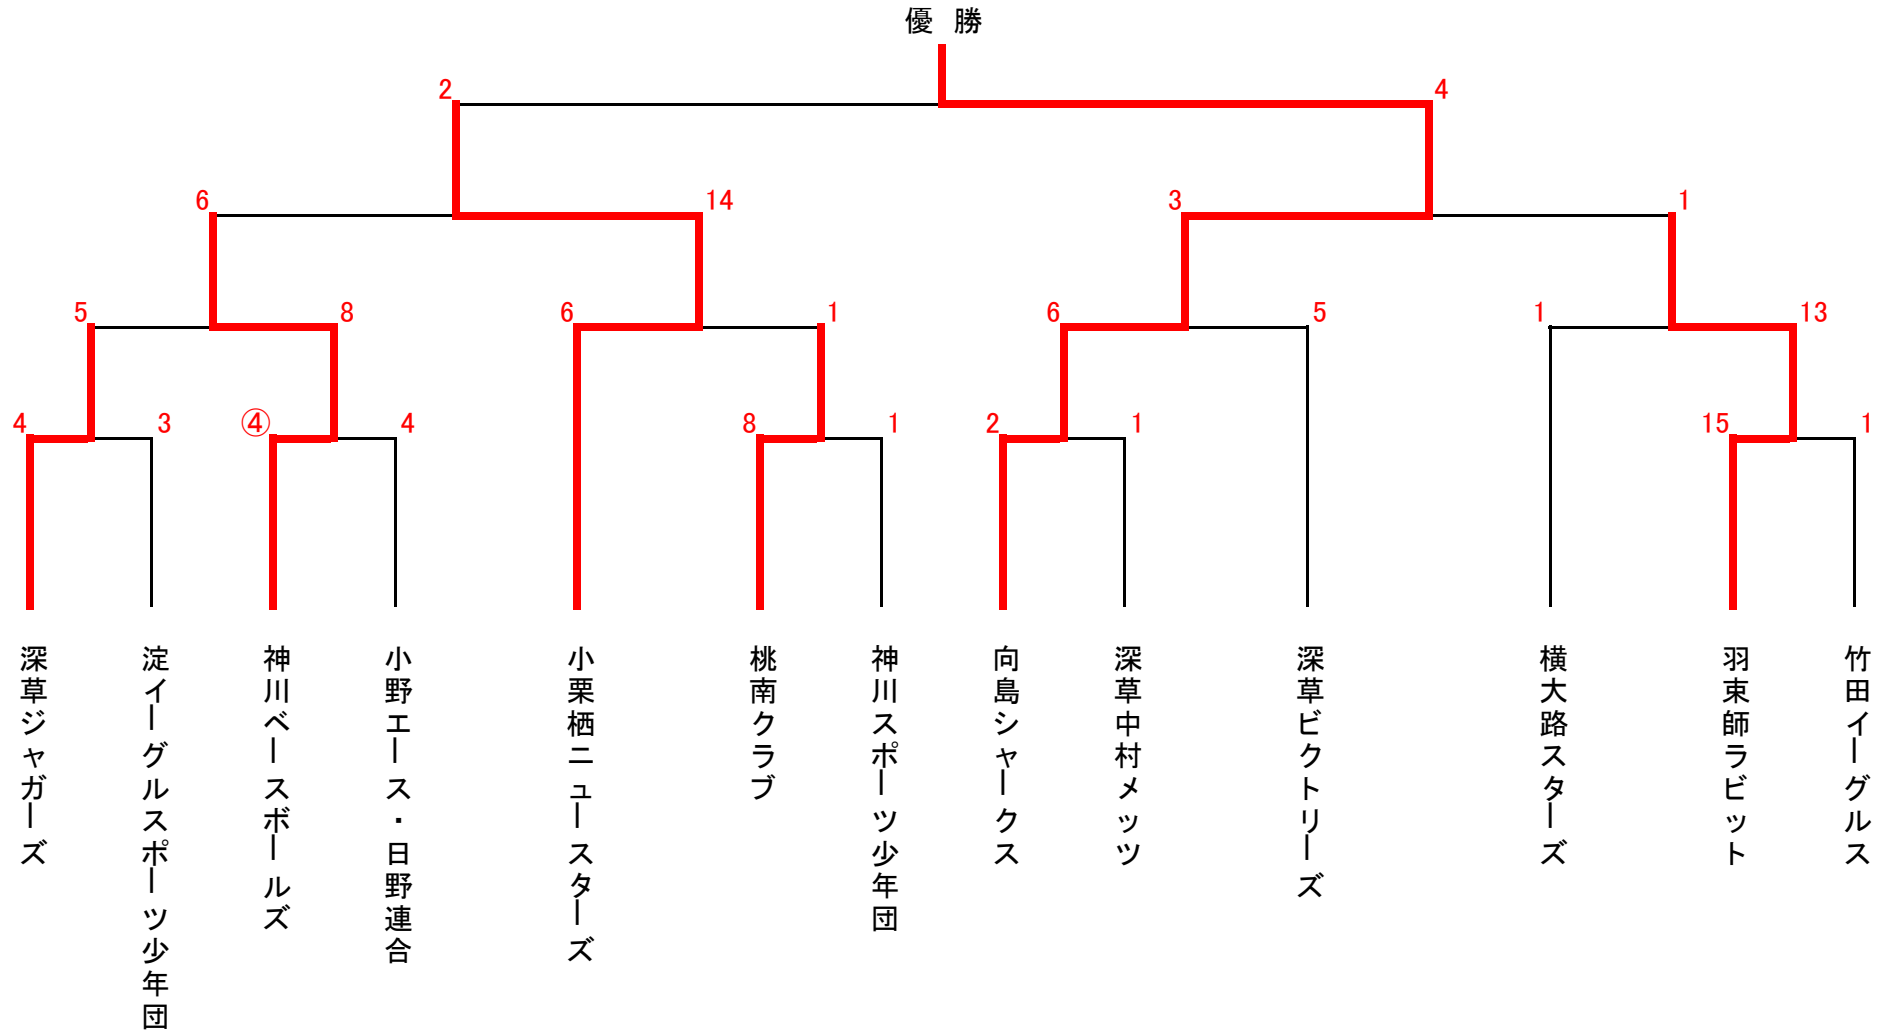 優 勝
2
4
6
14
3
1
5
8
6
1
6
5
1
13
4
3
④
4
8
1
2
1
15
1
深草ジャガーズ
淀イーグルスポーツ少年団
神川ベースボールズ
小野エース・日野連合
小栗栖ニュースターズ
桃南クラブ
神川スポーツ少年団
向島シャークス
深草中村メッツ
深草ビクトリーズ
横大路スターズ
羽束師ラビット
竹田イーグルス